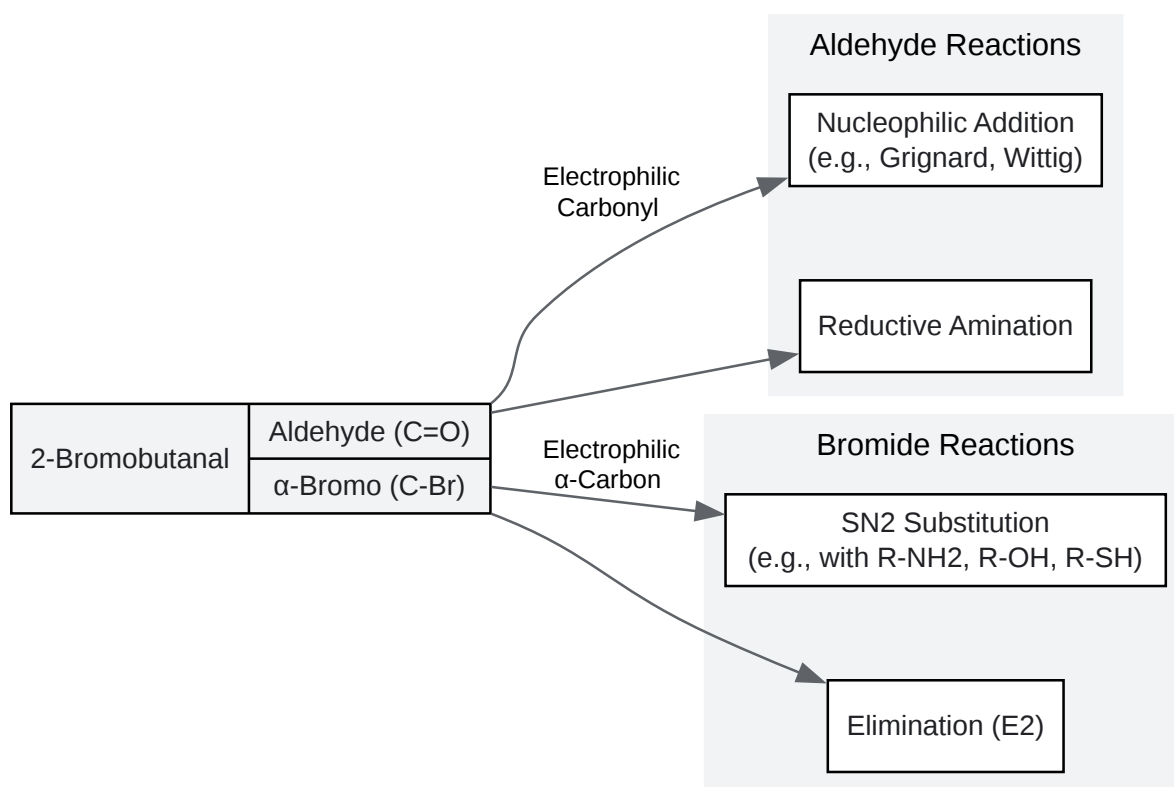 Aldehyde Reactions
Nucleophilic Addition
(e.g., Grignard, Wittig)
Electrophilic
Carbonyl
Reductive Amination
2-Bromobutanal
Aldehyde (C=O)
α-Bromo (C-Br)
Electrophilic
α-Carbon
Bromide Reactions
SN2 Substitution
(e.g., with R-NH2, R-OH, R-SH)
Elimination (E2)